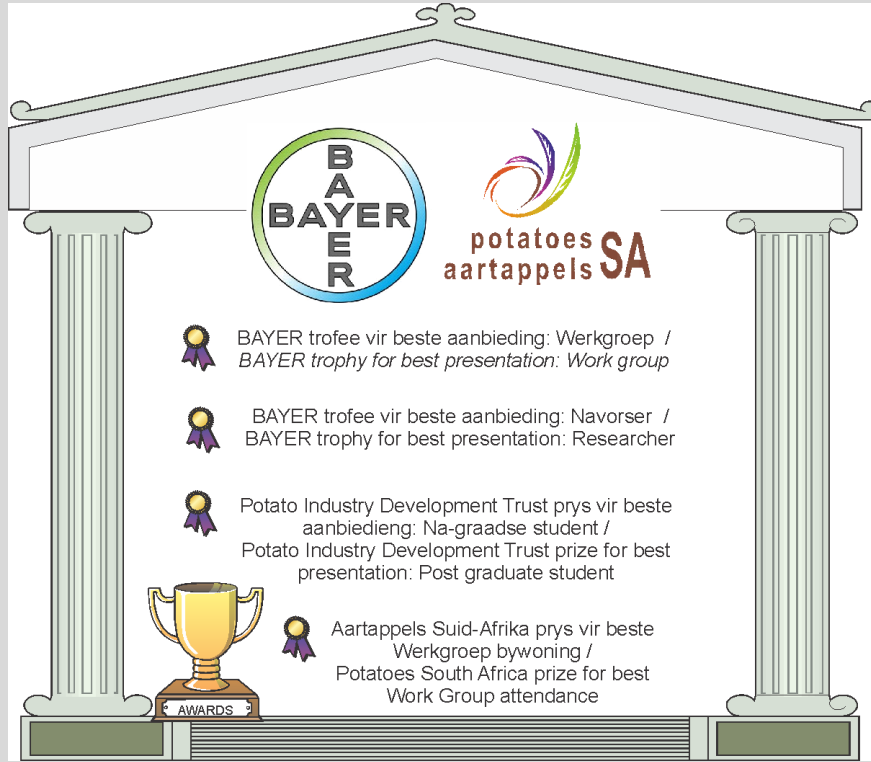 BAYER
BAYER
potatoes
aartappels SA
BAYER trofee vir beste aanbieding: Werkgroep /
BAYER trophy for best presentation: Work group
BAYER trofee vir beste aanbieding: Navorser /
BAYER trophy for best presentation: Researcher
Potato Industry Development Trust prys vir beste
aanbiedieng: Na-graadse student /
Potato Industry Development Trust prize for best
presentation: Post graduate student
Aartappels Suid-Afrika prys vir beste
Werkgroep bywoning /
Potatoes South Africa prize for best
Work Group attendance
AWARDS